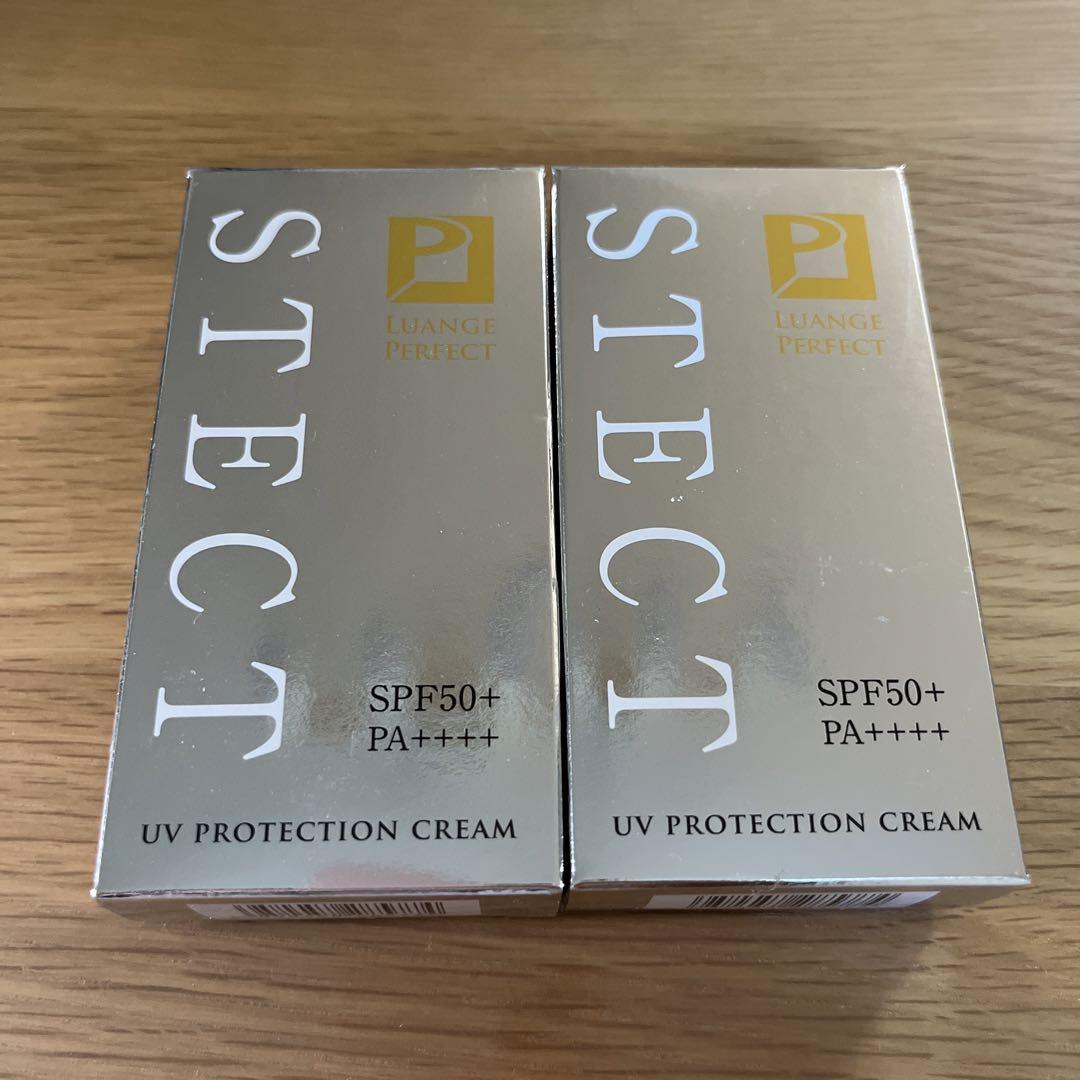 STECT
P
LUANGE
PERFECT
SPF50+
PA++++
UV PROTECTION CREAM
STECT
P
LUANGE
PERFECT
SPF50+
PA++++
UV PROTECTION CREAM